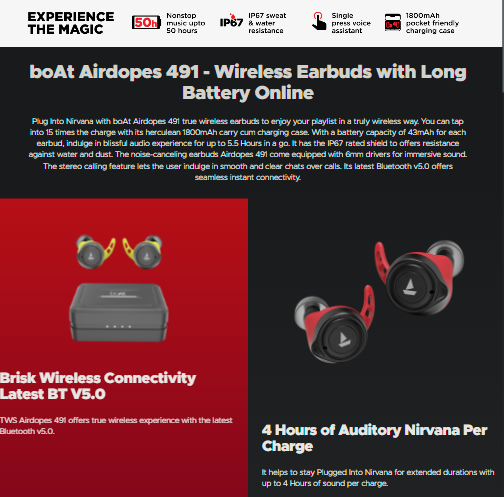 EXPERIENCE
THE MAGIC
50h
Nonstop
music upto
50 hours
IP67
IP67 sweat
& water
resistance
Single
press voice
assistant
1800mAh
pocket friendly
charging case
boAt Airdopes 491 - Wireless Earbuds with Long
Battery Online
Plug Into Nirvana with boAt Airdopes 491 true wireless earbuds to enjoy your playlist in a truly wireless way. You can tap
into 15 times the charge with its herculean 1800mAh carry cum charging case. With a battery capacity of 43mAh for each
earbud, indulge in blissful audio experience for up to 5.5 Hours in a go. It has the IP67 rated shield to offers resistance
against water and dust. The noise-canceling earbuds Airdopes 491 come equipped with 6mm drivers for immersive sound.
The stereo calling feature lets the user indulge in smooth and clear chats over calls. Its latest Bluetooth v5.0 offers
seamless instant connectivity.
Brisk Wireless Connectivity
Latest BT V5.0
TWS Airdopes 491 offers true wireless experience with the latest
Bluetooth v5.0.
4 Hours of Auditory Nirvana Per
Charge
It helps to stay Plugged Into Nirvana for extended durations with
up to 4 Hours of sound per charge.